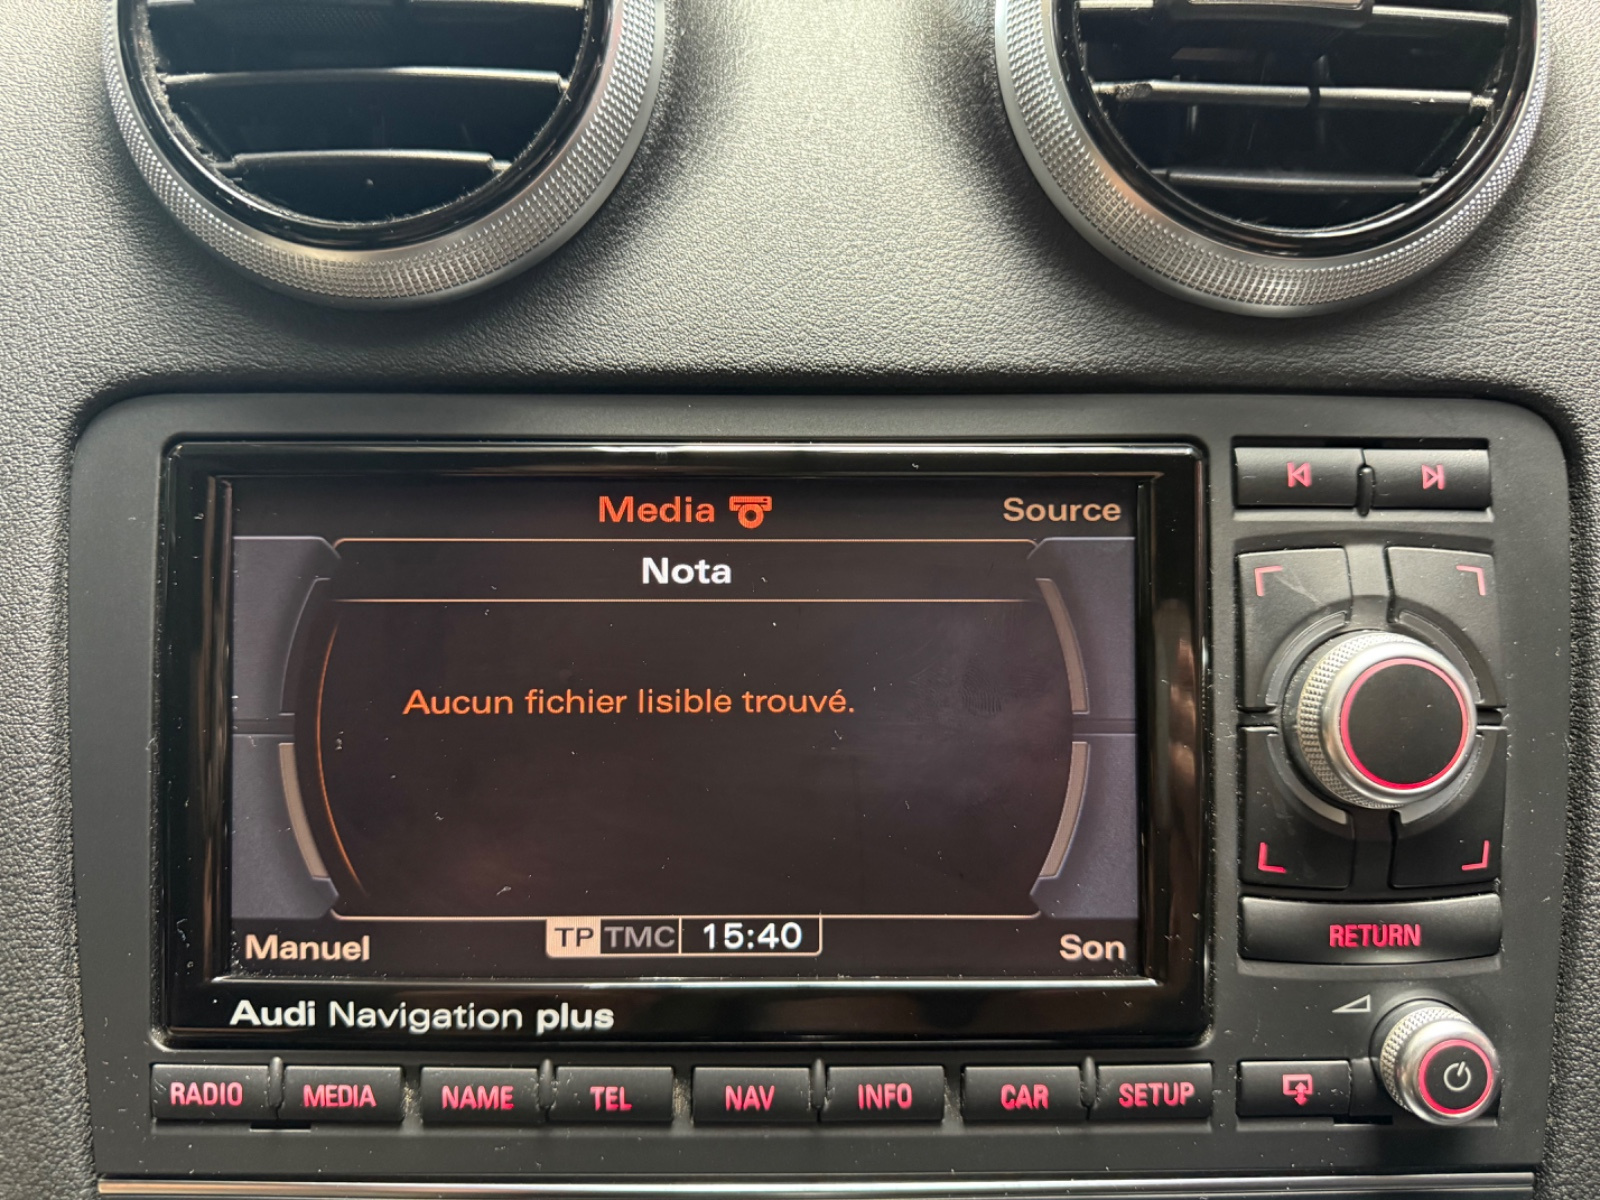 Media
Source
Nota
Aucun fichier lisible trouvé.
Manuel
TP TMC 15:40
Son
Audi Navigation plus
RETURN
RADIO MEDIA NAME TEL NAV INFO CAR SETUP